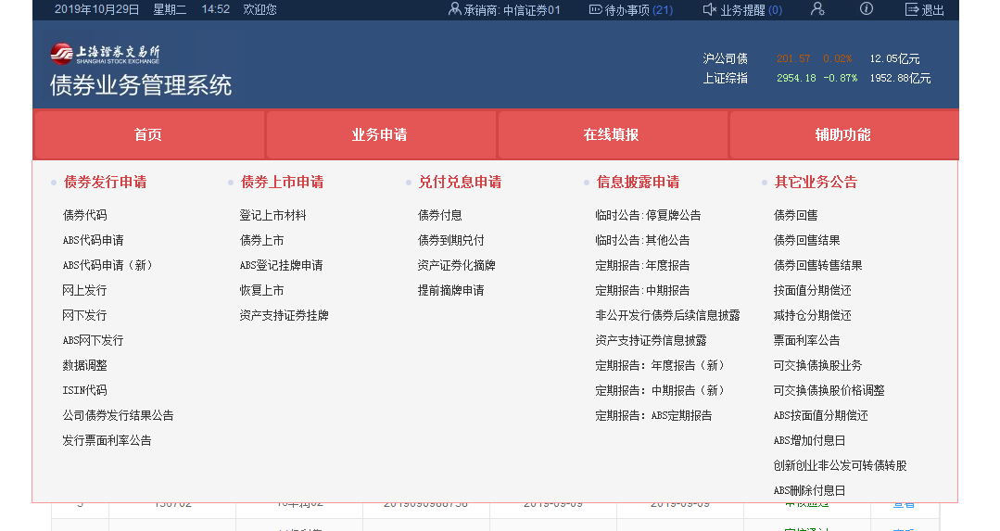 2019年10月29日 星期二 14:52 欢迎您 承销商: 中信证券01 待办事项 (21) 业务提醒 (0) 退出
上海證券交易所
SHANGHAI STOCK EXCHANGE
债券业务管理系统
沪公司债 201.57 0.02% 12.05亿元
上证综指 2954.18 -0.87% 1952.88亿元
首页 业务申请 在线填报 辅助功能
债券发行申请
债券代码
ABS代码申请
ABS代码申请（新）
网上发行
网下发行
ABS网下发行
数据调整
ISIN代码
公司债券发行结果公告
发行票面利率公告
债券上市申请
登记上市材料
债券上市
ABS登记挂牌申请
恢复上市
资产支持证券挂牌
兑付兑息申请
债券付息
债券到期兑付
资产证券化摘牌
提前摘牌申请
信息披露申请
临时公告:停复牌公告
临时公告:其他公告
定期报告:年度报告
定期报告:中期报告
非公开发行债券后续信息披露
资产支持证券信息披露
定期报告：年度报告（新）
定期报告：中期报告（新）
定期报告：ABS定期报告
其它业务公告
债券回售
债券回售结果
债券回售转售结果
按面值分期偿还
减持仓分期偿还
票面利率公告
可交换债换股业务
可交换债换股价格调整
ABS按面值分期偿还
ABS增加付息日
创新创业非公发可转债转股
ABS删除付息日
2019-09-09 2019-09-09 审核通过 查看